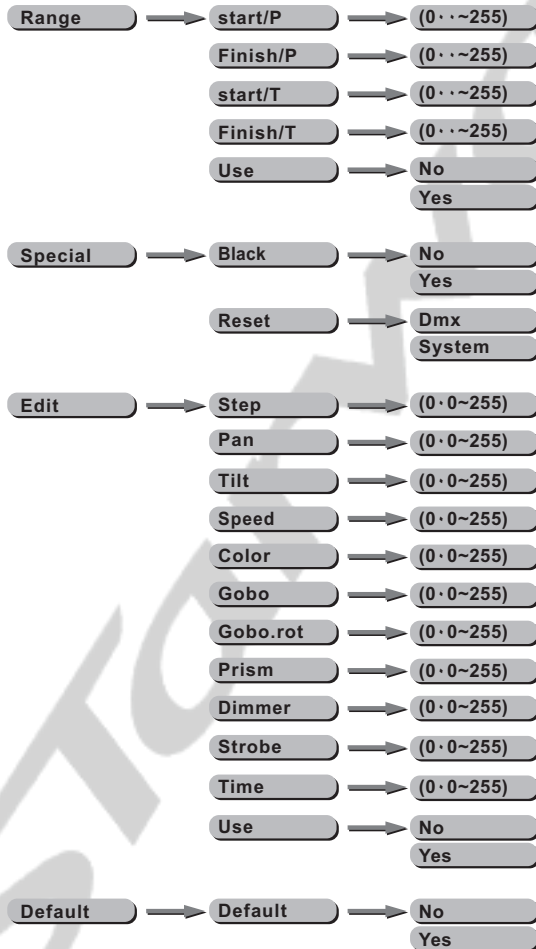 Range start/P (0··~255)
Finish/P (0··~255)
start/T (0··~255)
Finish/T (0··~255)
Use No
Yes
Special Black No
Yes
Reset Dmx
System
Edit Step (0·0~255)
Pan (0·0~255)
Tilt (0·0~255)
Speed (0·0~255)
Color (0·0~255)
Gobo (0·0~255)
Gobo.rot (0·0~255)
Prism (0·0~255)
Dimmer (0·0~255)
Strobe (0·0~255)
Time (0·0~255)
Use No
Yes
Default Default No
Yes